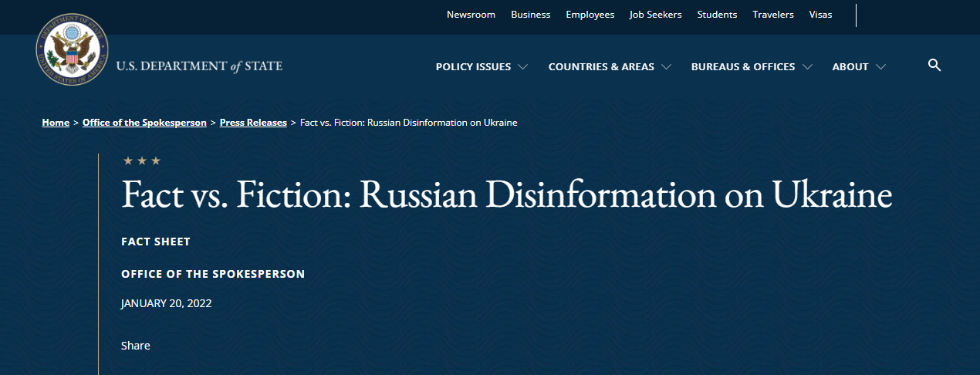 Newsroom Business Employees Job Seekers Students Travelers Visas
U.S. DEPARTMENT of STATE
POLICY ISSUES COUNTRIES & AREAS BUREAUS & OFFICES ABOUT
Home > Office of the Spokesperson > Press Releases > Fact vs. Fiction: Russian Disinformation on Ukraine
Fact vs. Fiction: Russian Disinformation on Ukraine
FACT SHEET
OFFICE OF THE SPOKESPERSON
JANUARY 20, 2022
Share